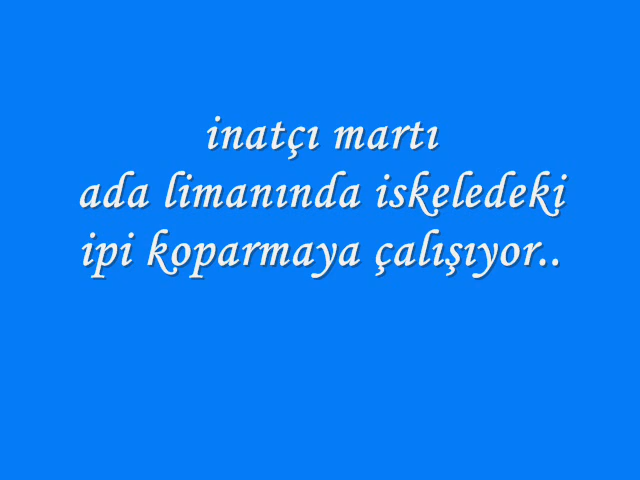 inatçı martı
ada limanında iskeledeki
ipi koparmaya çalışıyor..